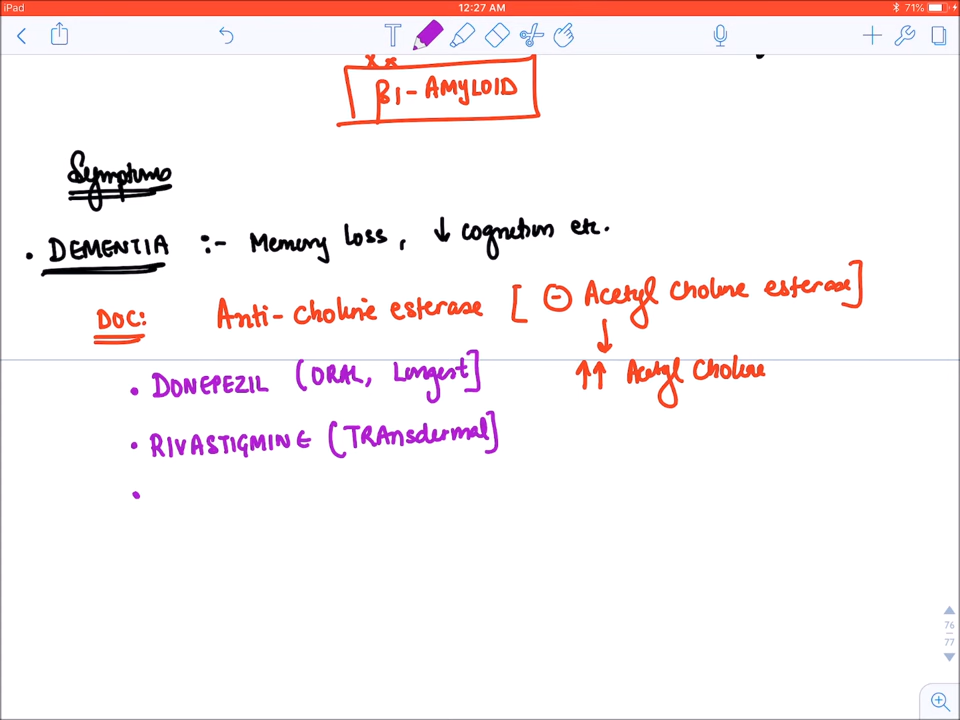 iPad 12:27 AM 71%
T
β1 - AMYLOID
Symptoms
• DEMENTIA :- Memory Loss, ↓ cognition etc.
DOC: Anti-choline esterase [ ⊖ Acetyl choline esterase]
↓
• DONEPEZIL (ORAL, Longest] ↑↑ Acetyl choline
• RIVASTIGMINE (TRAnsdermal]
•
76
77